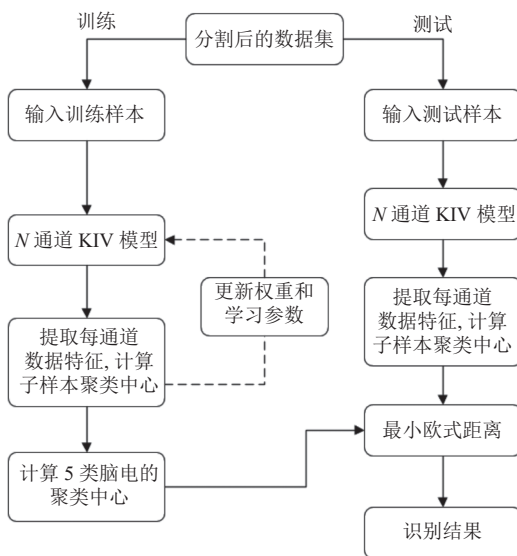 训练
分割后的数据集
测试
输入训练样本
输入测试样本
N 通道 KIV 模型
N 通道 KIV 模型
更新权重和
学习参数
提取每通道
数据特征, 计算
子样本聚类中心
提取每通道
数据特征, 计算
子样本聚类中心
最小欧式距离
计算 5 类脑电的
聚类中心
识别结果